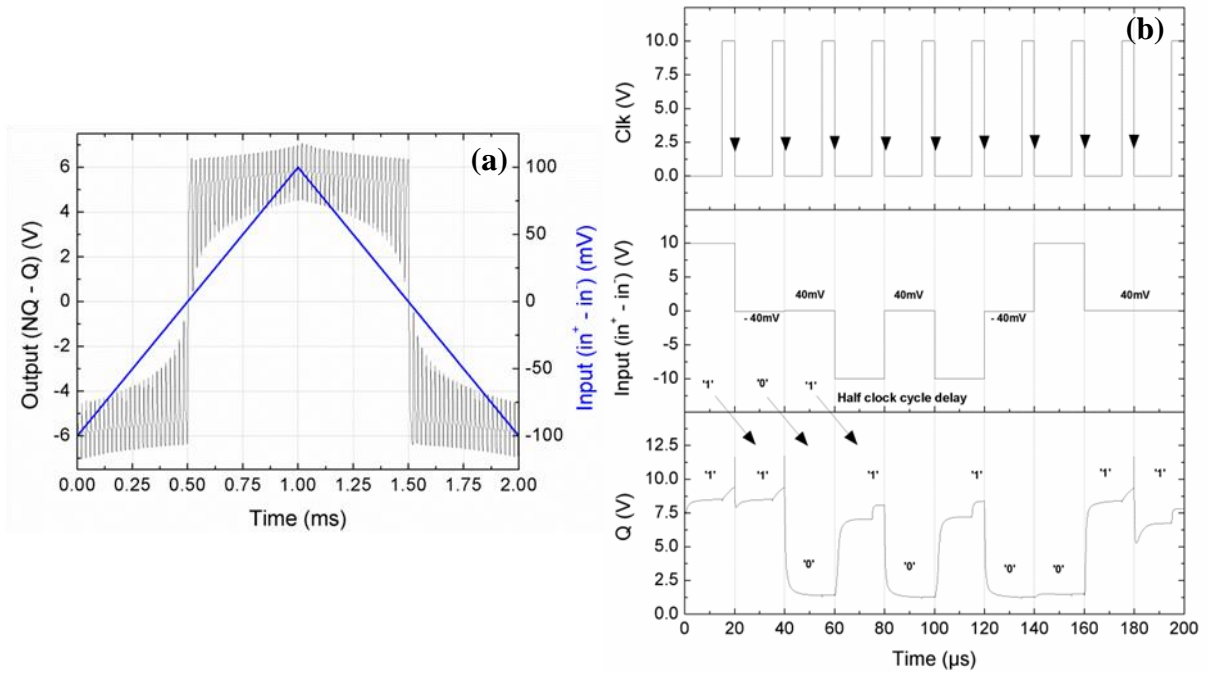 (a)
Output (NQ - Q) (V)
6
4
2
0
-2
-4
-6
100
50
0
-50
-100
Input (in+ - in-) (mV)
0.00 0.25 0.50 0.75 1.00 1.25 1.50 1.75 2.00
Time (ms)
(b)
Clk (V)
10.0
7.5
5.0
2.5
0.0
Input (in+ - in-) (V)
10
5
0
-5
-10
40mV 40mV 40mV
- 40mV - 40mV
'1' '0' '1'
Half clock cycle delay
Q (V)
12.5
10.0
7.5
5.0
2.5
0.0
'1' '1' '1' '1' '1' '1'
'0' '0' '0' '0'
0 20 40 60 80 100 120 140 160 180 200
Time (µs)